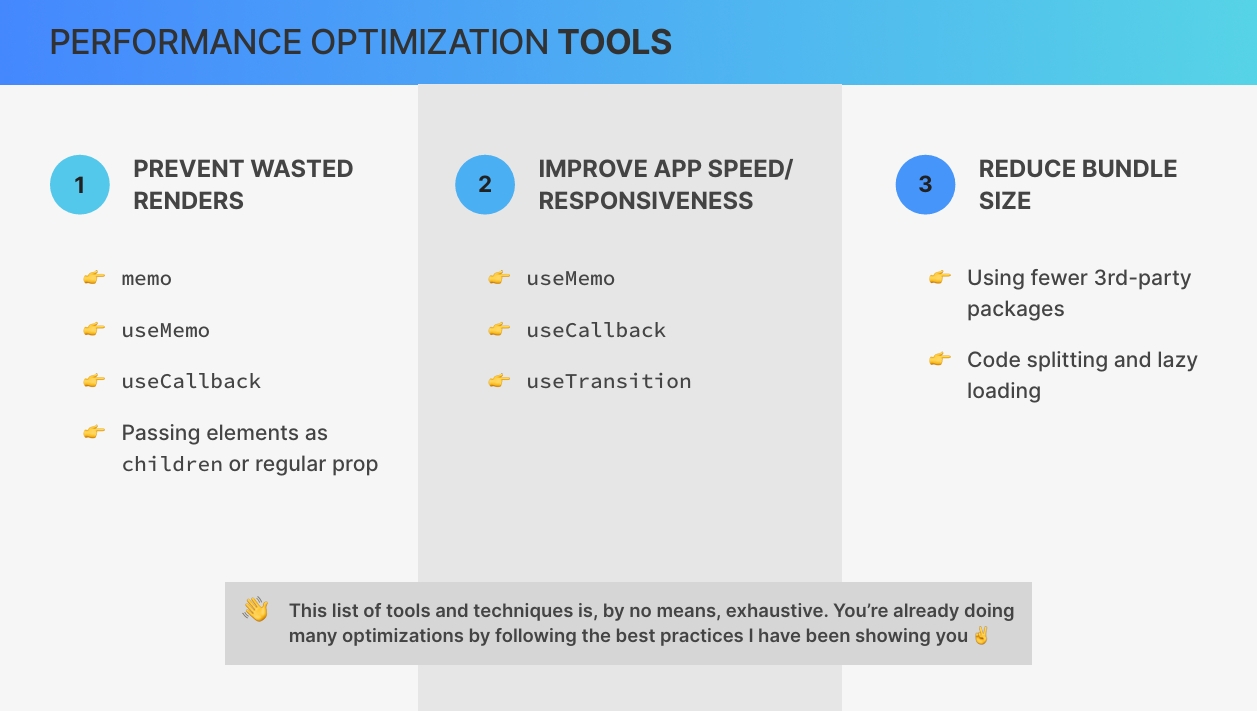 PERFORMANCE OPTIMIZATION TOOLS
1
PREVENT WASTED
RENDERS
👉 memo
👉 useMemo
👉 useCallback
👉 Passing elements as
children or regular prop
2
IMPROVE APP SPEED/
RESPONSIVENESS
👉 useMemo
👉 useCallback
👉 useTransition
3
REDUCE BUNDLE
SIZE
👉 Using fewer 3rd-party
packages
👉 Code splitting and lazy
loading
👋 This list of tools and techniques is, by no means, exhaustive. You’re already doing
many optimizations by following the best practices I have been showing you ✌️